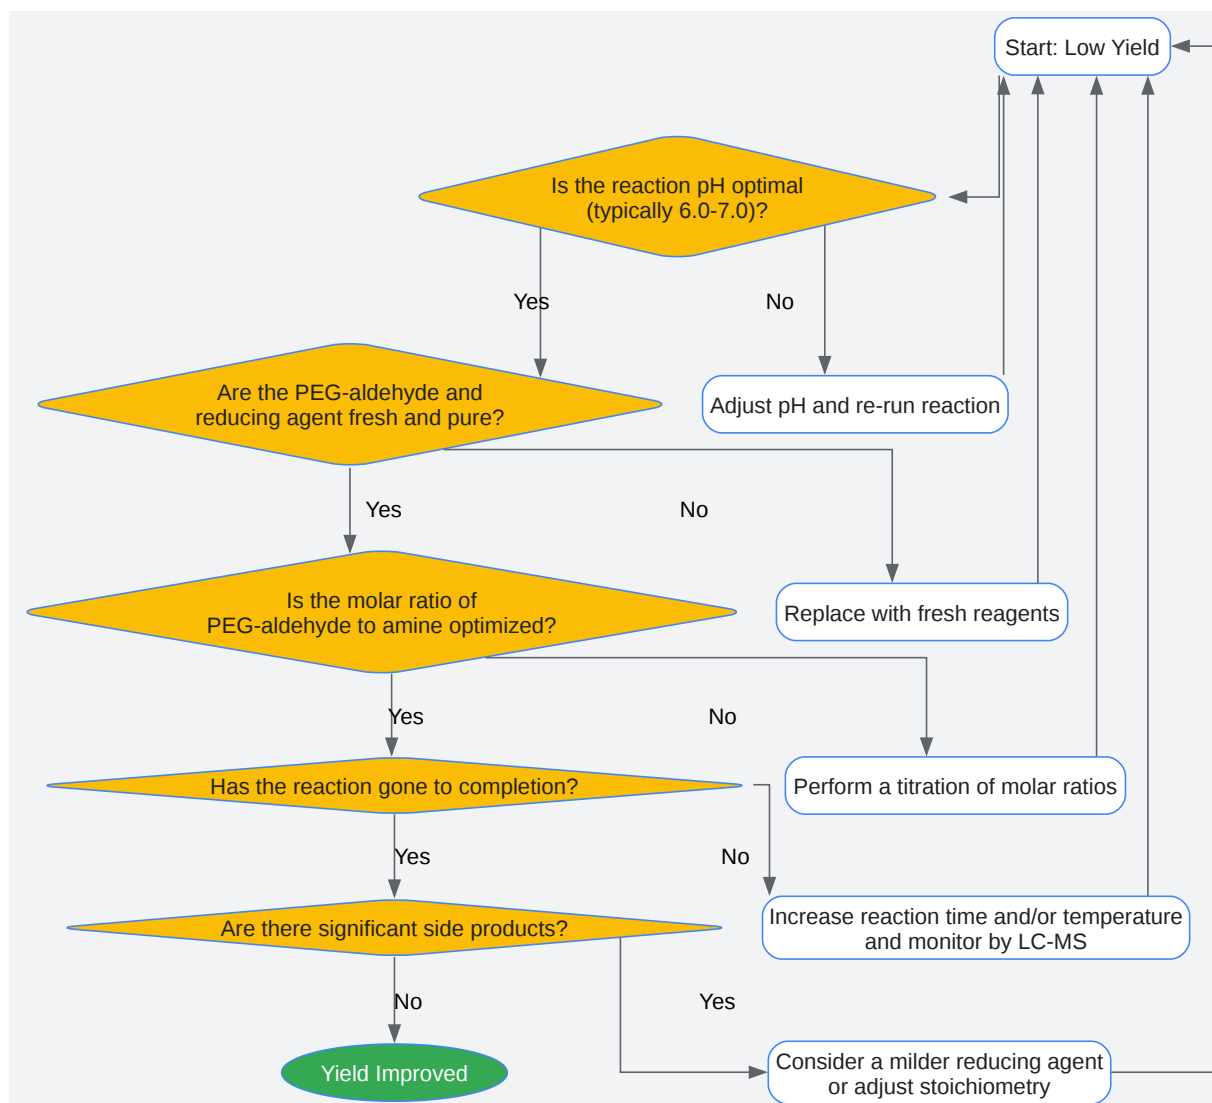 Start: Low Yield
Is the reaction pH optimal
(typically 6.0-7.0)?
Yes
No
Are the PEG-aldehyde and
reducing agent fresh and pure?
Adjust pH and re-run reaction
Yes
No
Is the molar ratio of
PEG-aldehyde to amine optimized?
Replace with fresh reagents
Yes
No
Has the reaction gone to completion?
Perform a titration of molar ratios
Yes
No
Are there significant side products?
Increase reaction time and/or temperature
and monitor by LC-MS
No
Yes
Yield Improved
Consider a milder reducing agent
or adjust stoichiometry